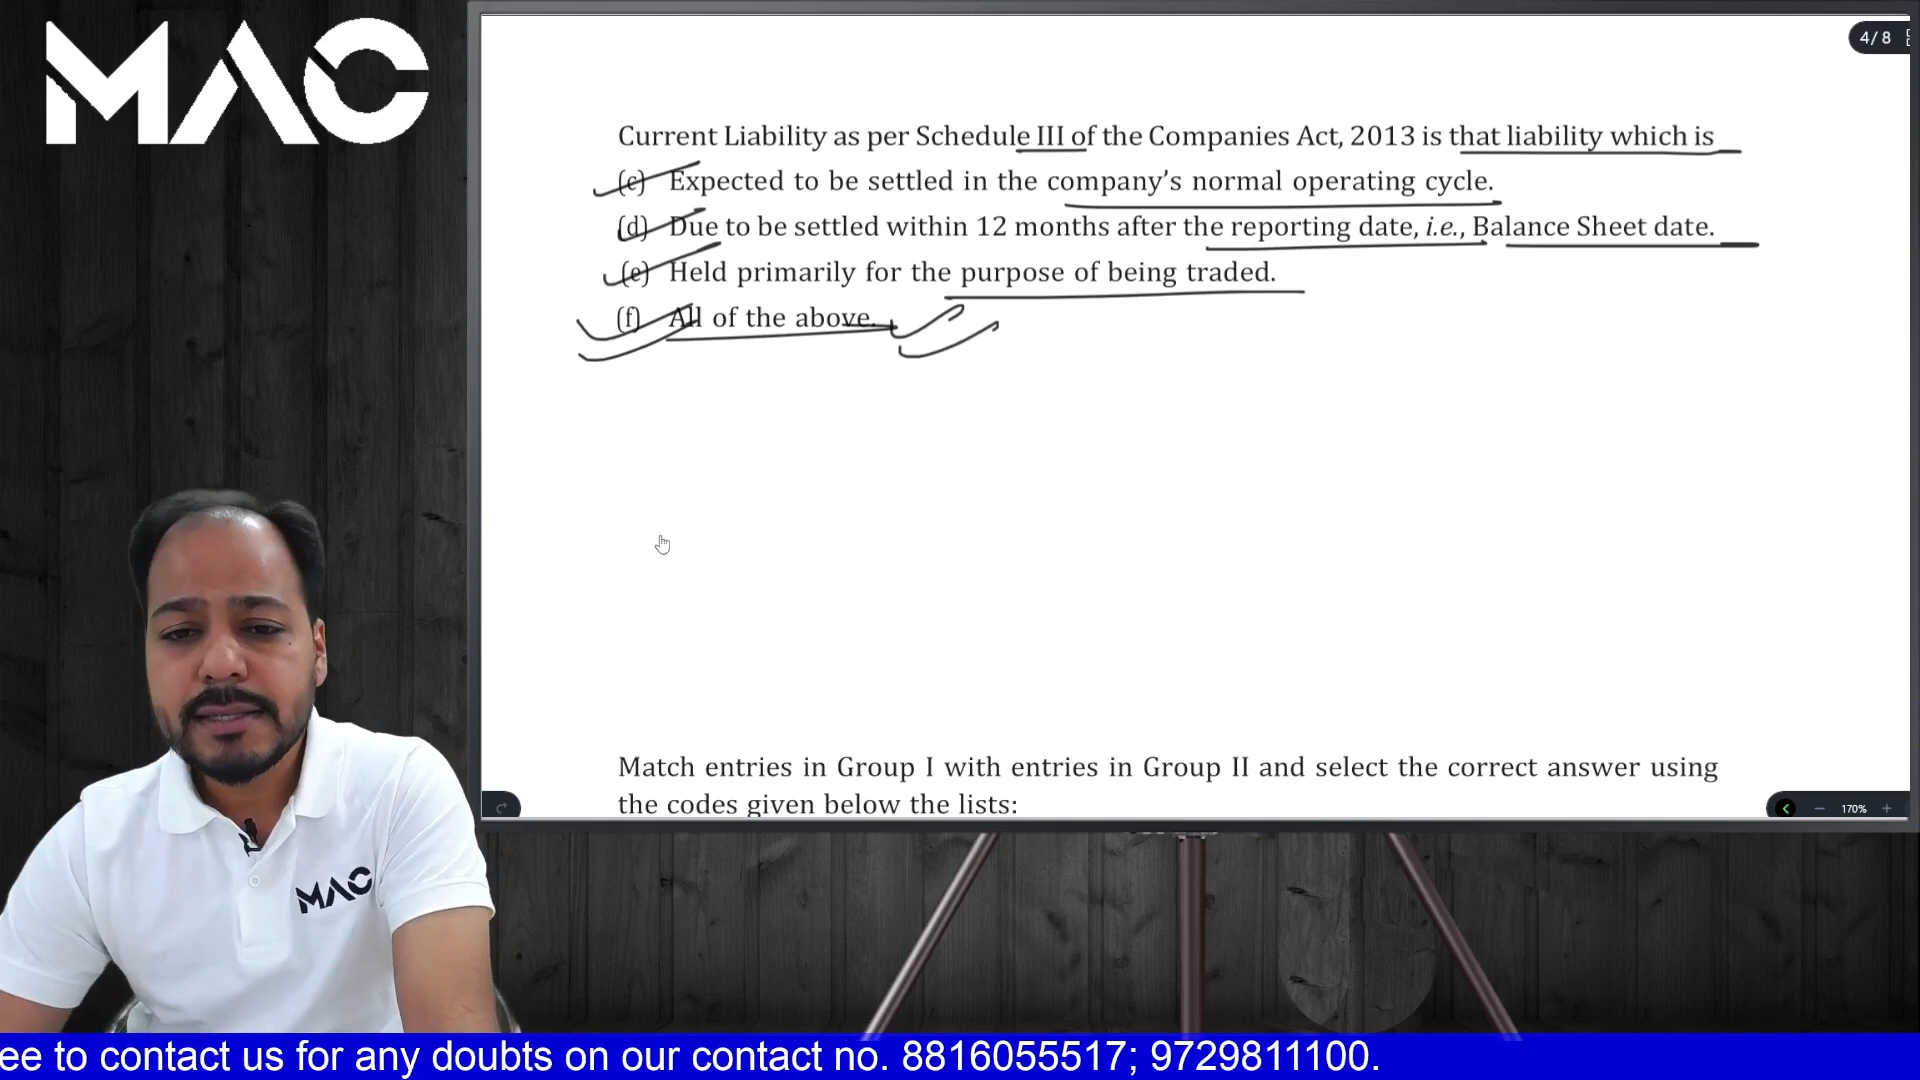 MAC
4/8
Current Liability as per Schedule III of the Companies Act, 2013 is that liability which is
(c) Expected to be settled in the company's normal operating cycle.
(d) Due to be settled within 12 months after the reporting date, i.e., Balance Sheet date.
(e) Held primarily for the purpose of being traded.
(f) All of the above.
Match entries in Group I with entries in Group II and select the correct answer using
the codes given below the lists:
170%
MAC
ee to contact us for any doubts on our contact no. 8816055517; 9729811100.